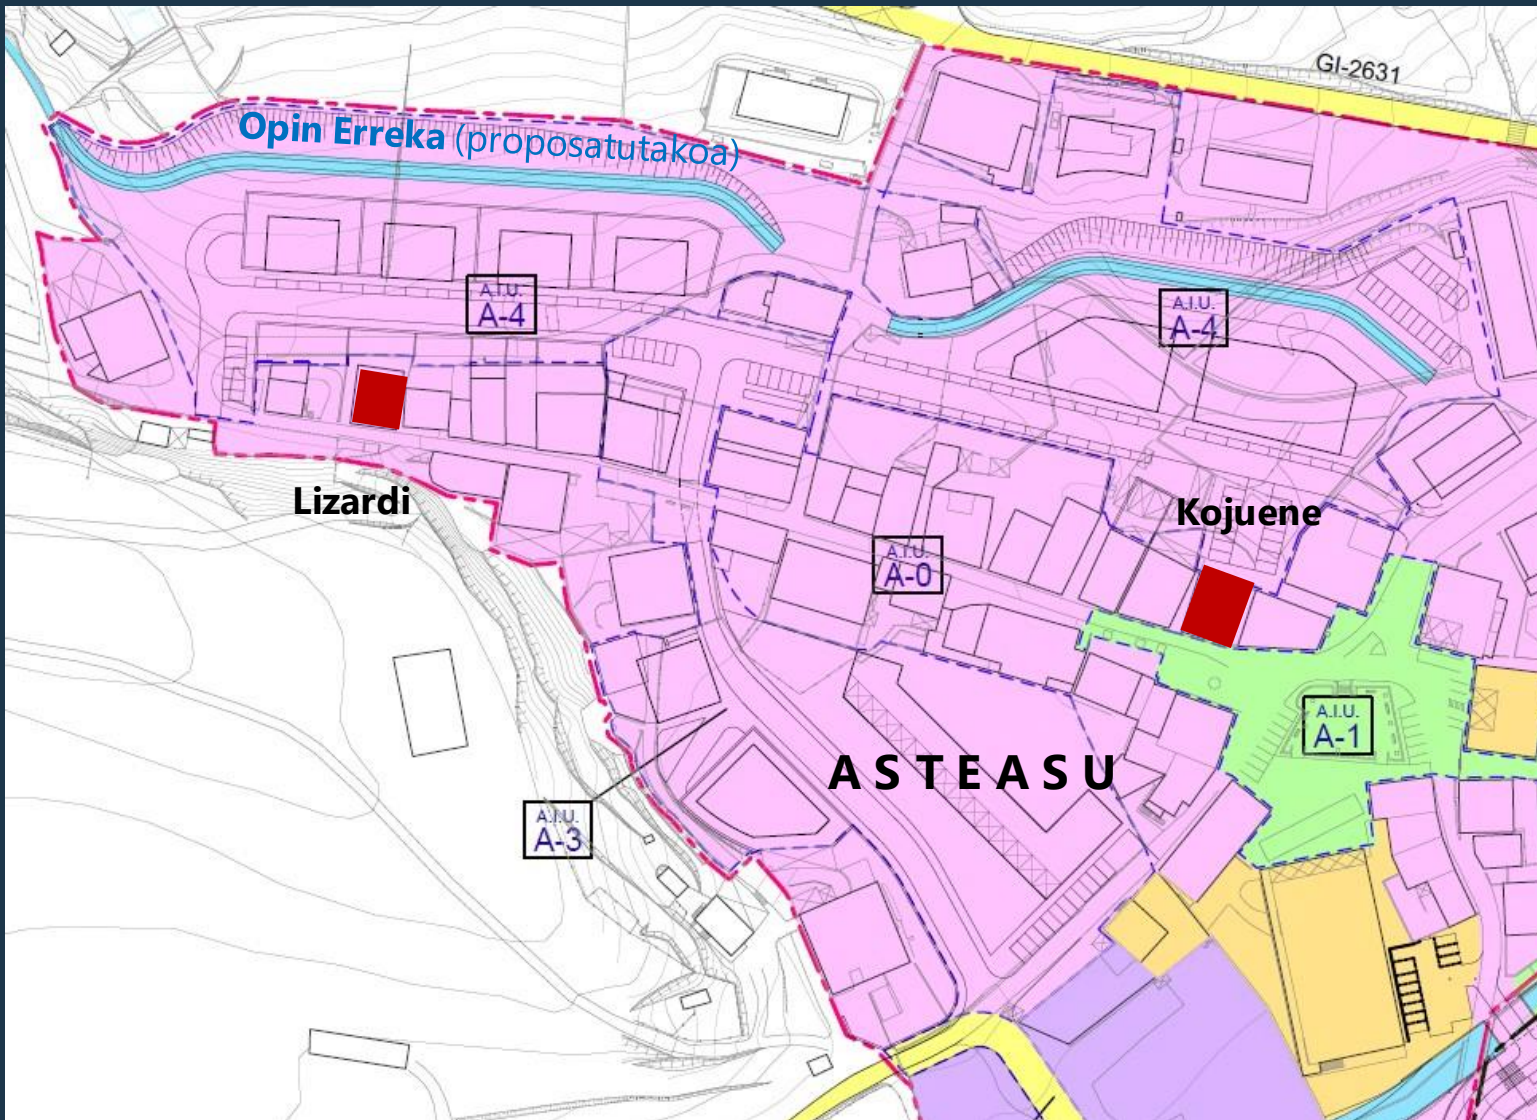 GI-2631
Opin Erreka (proposatutakoa)
A.I.U.
A-4
A.I.U.
A-4
Lizardi
Kojuene
A.I.U.
A-0
A.I.U.
A-1
ASTEASU
A.I.U.
A-3